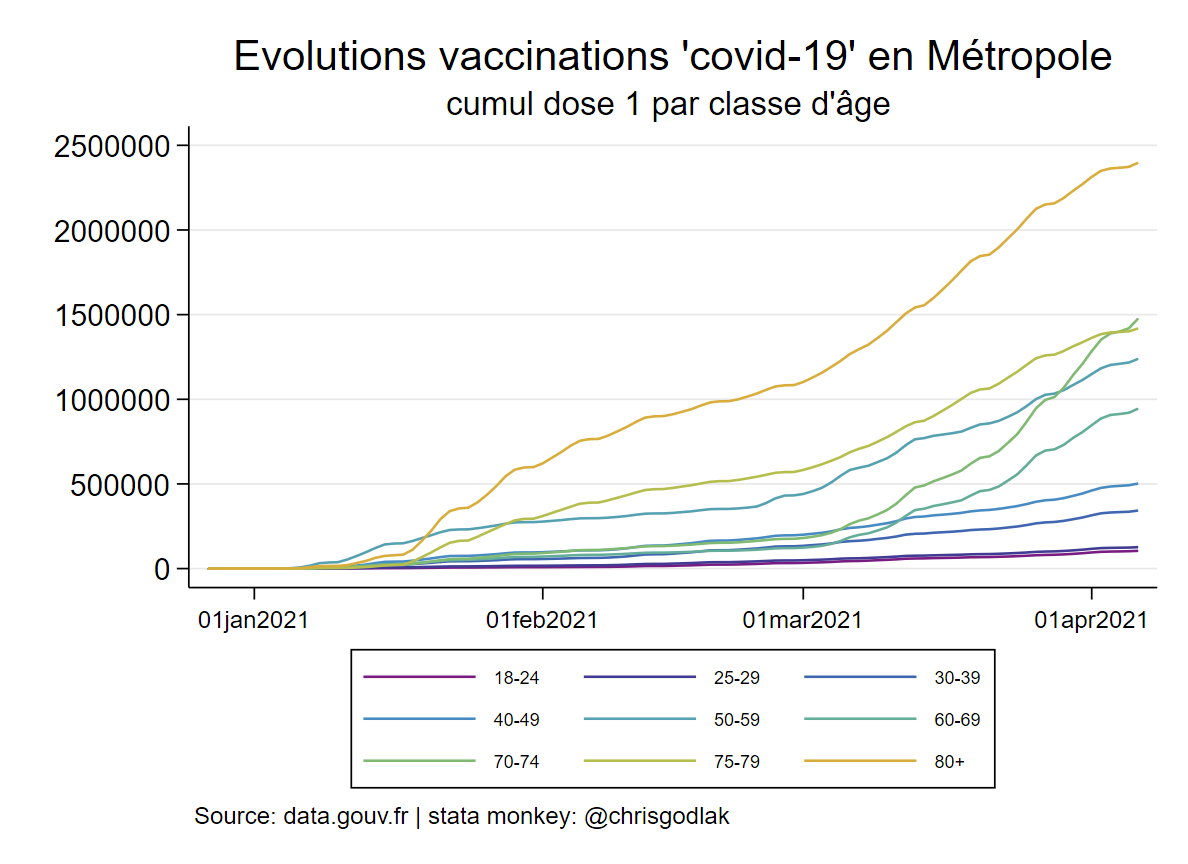 Evolutions vaccinations 'covid-19' en Métropole
cumul dose 1 par classe d'âge
2500000
2000000
1500000
1000000
500000
0
01jan2021 01feb2021 01mar2021 01apr2021
18-24 25-29 30-39
40-49 50-59 60-69
70-74 75-79 80+
Source: data.gouv.fr | stata monkey: @chrisgodlak